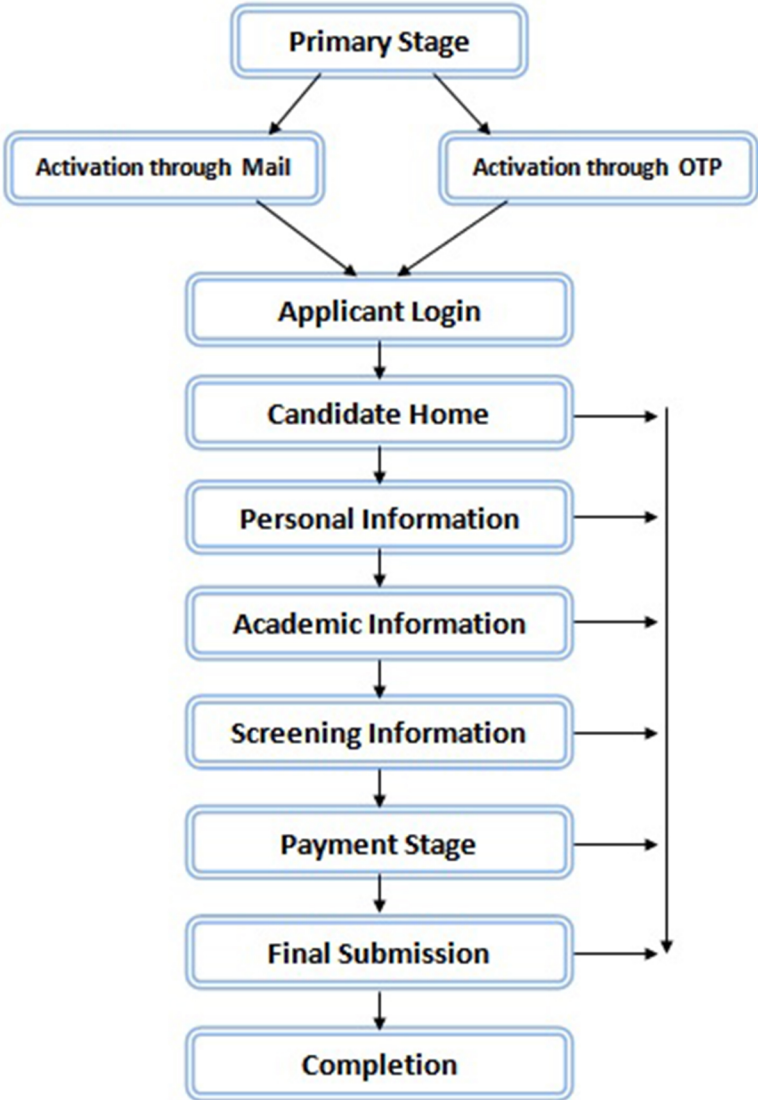 Primary Stage
Activation through Mail
Activation through OTP
Applicant Login
Candidate Home
Personal Information
Academic Information
Screening Information
Payment Stage
Final Submission
Completion